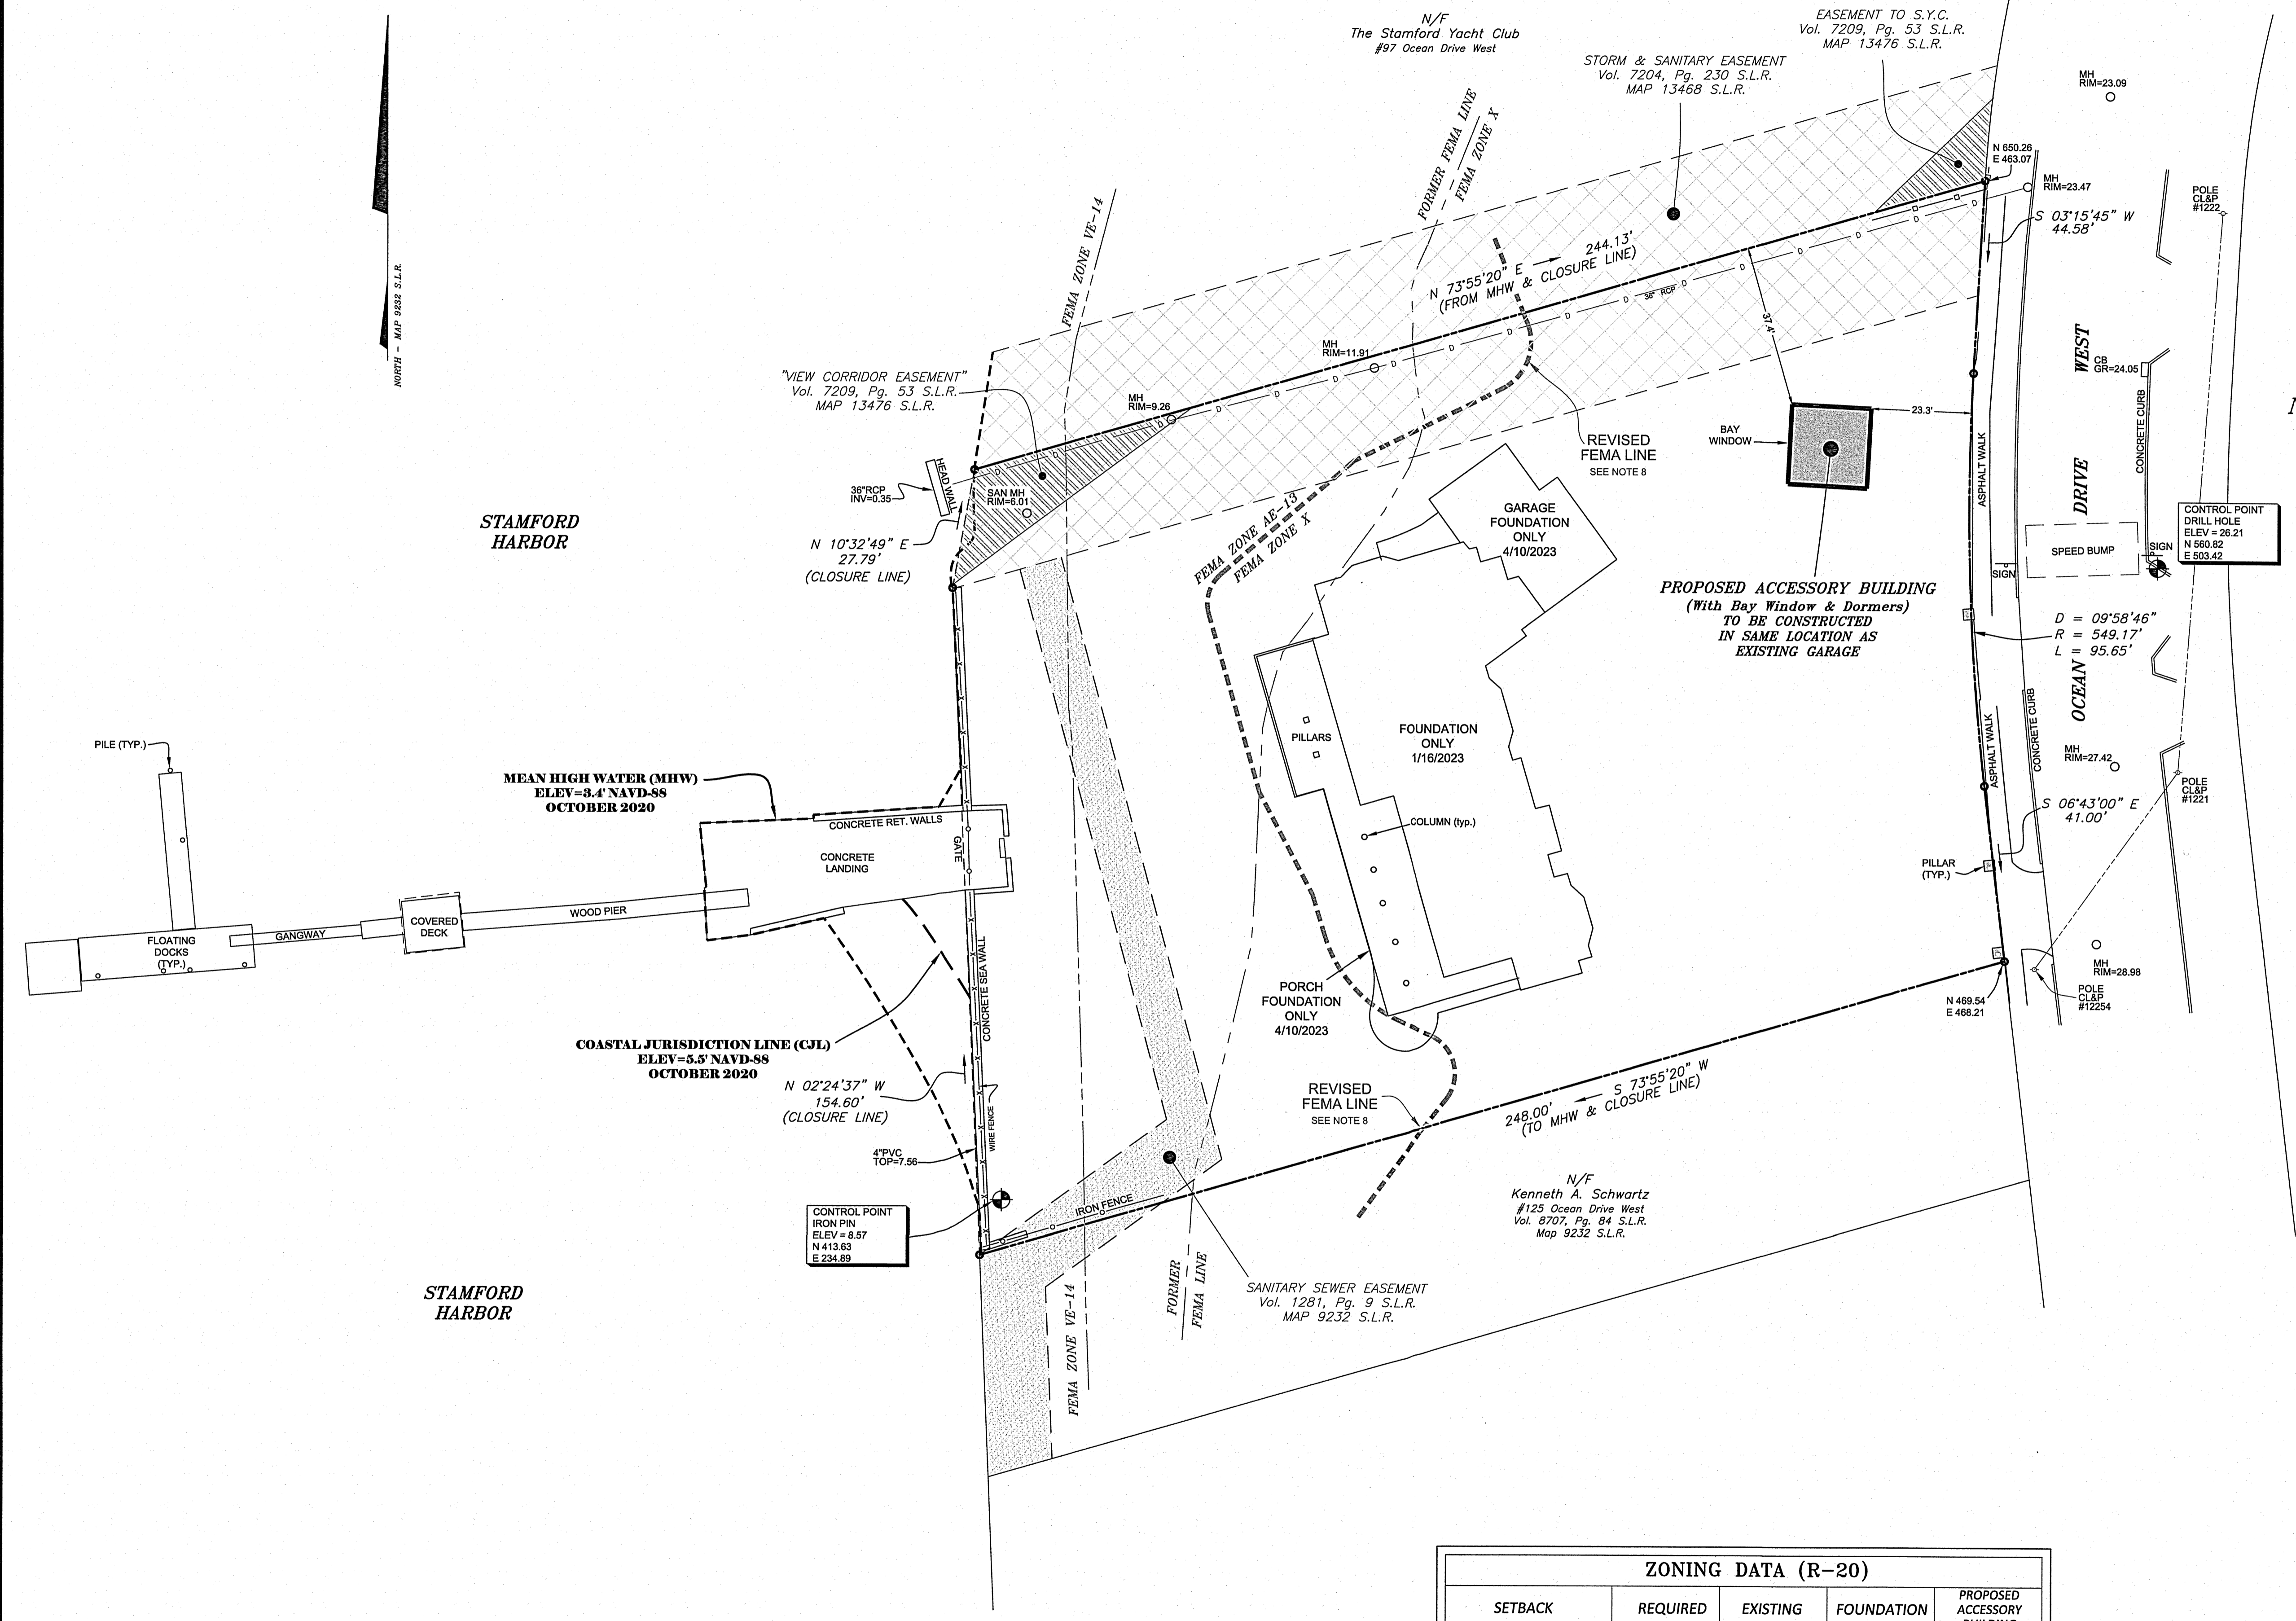 N/F
The Stamford Yacht Club
#97 Ocean Drive West
EASEMENT TO S.Y.C.
Vol. 7209, Pg. 53 S.L.R.
MAP 13476 S.L.R.
STORM & SANITARY EASEMENT
Vol. 7204, Pg. 230 S.L.R.
MAP 13468 S.L.R.
MH
RIM=23.09
N 650.26
E 463.07
MH
RIM=23.47
POLE
CL&P
#1222
S 03°15'45" W
44.58'
NORTH - MAP 9232 S.L.R.
FEMA ZONE VE-14
FORMER FEMA LINE
FEMA ZONE X
N 73°55'20" E
244.13'
(FROM MHW & CLOSURE LINE)
36" RCP
37.4'
MH
RIM=11.91
"VIEW CORRIDOR EASEMENT"
Vol. 7209, Pg. 53 S.L.R.
MAP 13476 S.L.R.
MH
RIM=9.26
REVISED
FEMA LINE
SEE NOTE 8
BAY
WINDOW
23.3'
ASPHALT WALK
OCEAN DRIVE WEST
CB
GR=24.05
CONCRETE CURB
HEAD WALL
36"RCP
INV=0.35
SAN MH
RIM=6.01
STAMFORD
HARBOR
N 10°32'49" E
27.79'
(CLOSURE LINE)
FEMA ZONE AE-13
FEMA ZONE X
GARAGE
FOUNDATION
ONLY
4/10/2023
CONTROL POINT
DRILL HOLE
ELEV = 26.21
N 560.82
E 503.42
SPEED BUMP
SIGN
SIGN
PROPOSED ACCESSORY BUILDING
(With Bay Window & Dormers)
TO BE CONSTRUCTED
IN SAME LOCATION AS
EXISTING GARAGE
D = 09°58'46"
R = 549.17'
L = 95.65'
PILLARS
FOUNDATION
ONLY
1/16/2023
ASPHALT WALK
CONCRETE CURB
MH
RIM=27.42
POLE
CL&P
#1221
PILE (TYP.)
MEAN HIGH WATER (MHW)
ELEV=3.4' NAVD-88
OCTOBER 2020
CONCRETE RET. WALLS
GATE
CONCRETE
LANDING
COLUMN (typ.)
S 06°43'00" E
41.00'
PILLAR
(TYP.)
WOOD PIER
COVERED
DECK
GANGWAY
FLOATING
DOCKS
(TYP.)
CONCRETE SEA WALL
MH
RIM=28.98
POLE
CL&P
#12254
N 469.54
E 468.21
PORCH
FOUNDATION
ONLY
4/10/2023
COASTAL JURISDICTION LINE (CJL)
ELEV=5.5' NAVD-88
OCTOBER 2020
N 02°24'37" W
154.60'
(CLOSURE LINE)
WIRE FENCE
REVISED
FEMA LINE
SEE NOTE 8
248.00'
S 73°55'20" W
(TO MHW & CLOSURE LINE)
4"PVC
TOP=7.56
N/F
Kenneth A. Schwartz
#125 Ocean Drive West
Vol. 8707, Pg. 84 S.L.R.
Map 9232 S.L.R.
IRON FENCE
CONTROL POINT
IRON PIN
ELEV = 8.57
N 413.63
E 234.89
STAMFORD
HARBOR
FEMA ZONE VE-14
FORMER
FEMA LINE
SANITARY SEWER EASEMENT
Vol. 1281, Pg. 9 S.L.R.
MAP 9232 S.L.R.
ZONING DATA (R-20)
SETBACK REQUIRED EXISTING FOUNDATION PROPOSED
ACCESSORY